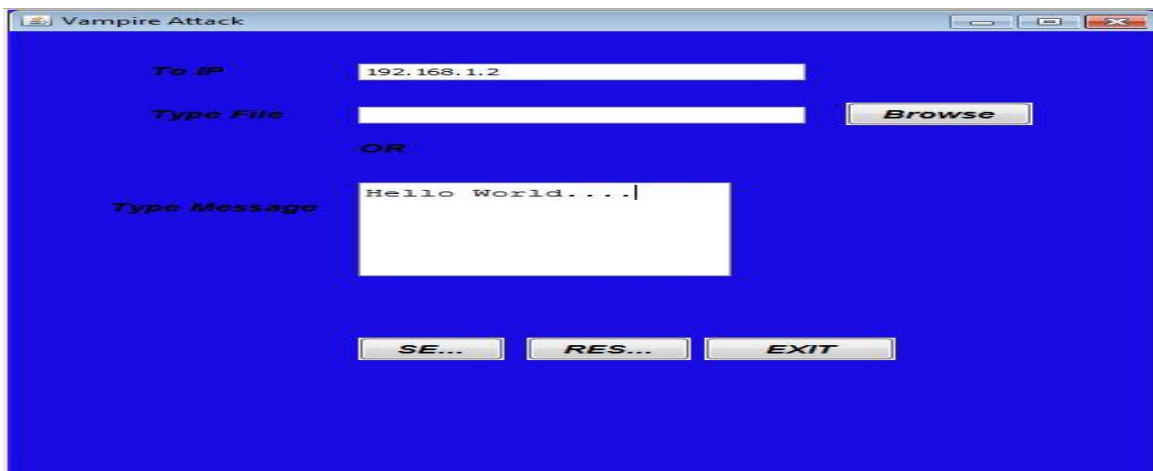 Vampire Attack
To IP 192.168.1.2
Type File Browse
OR
Type Message Hello World....
SE... RES... EXIT